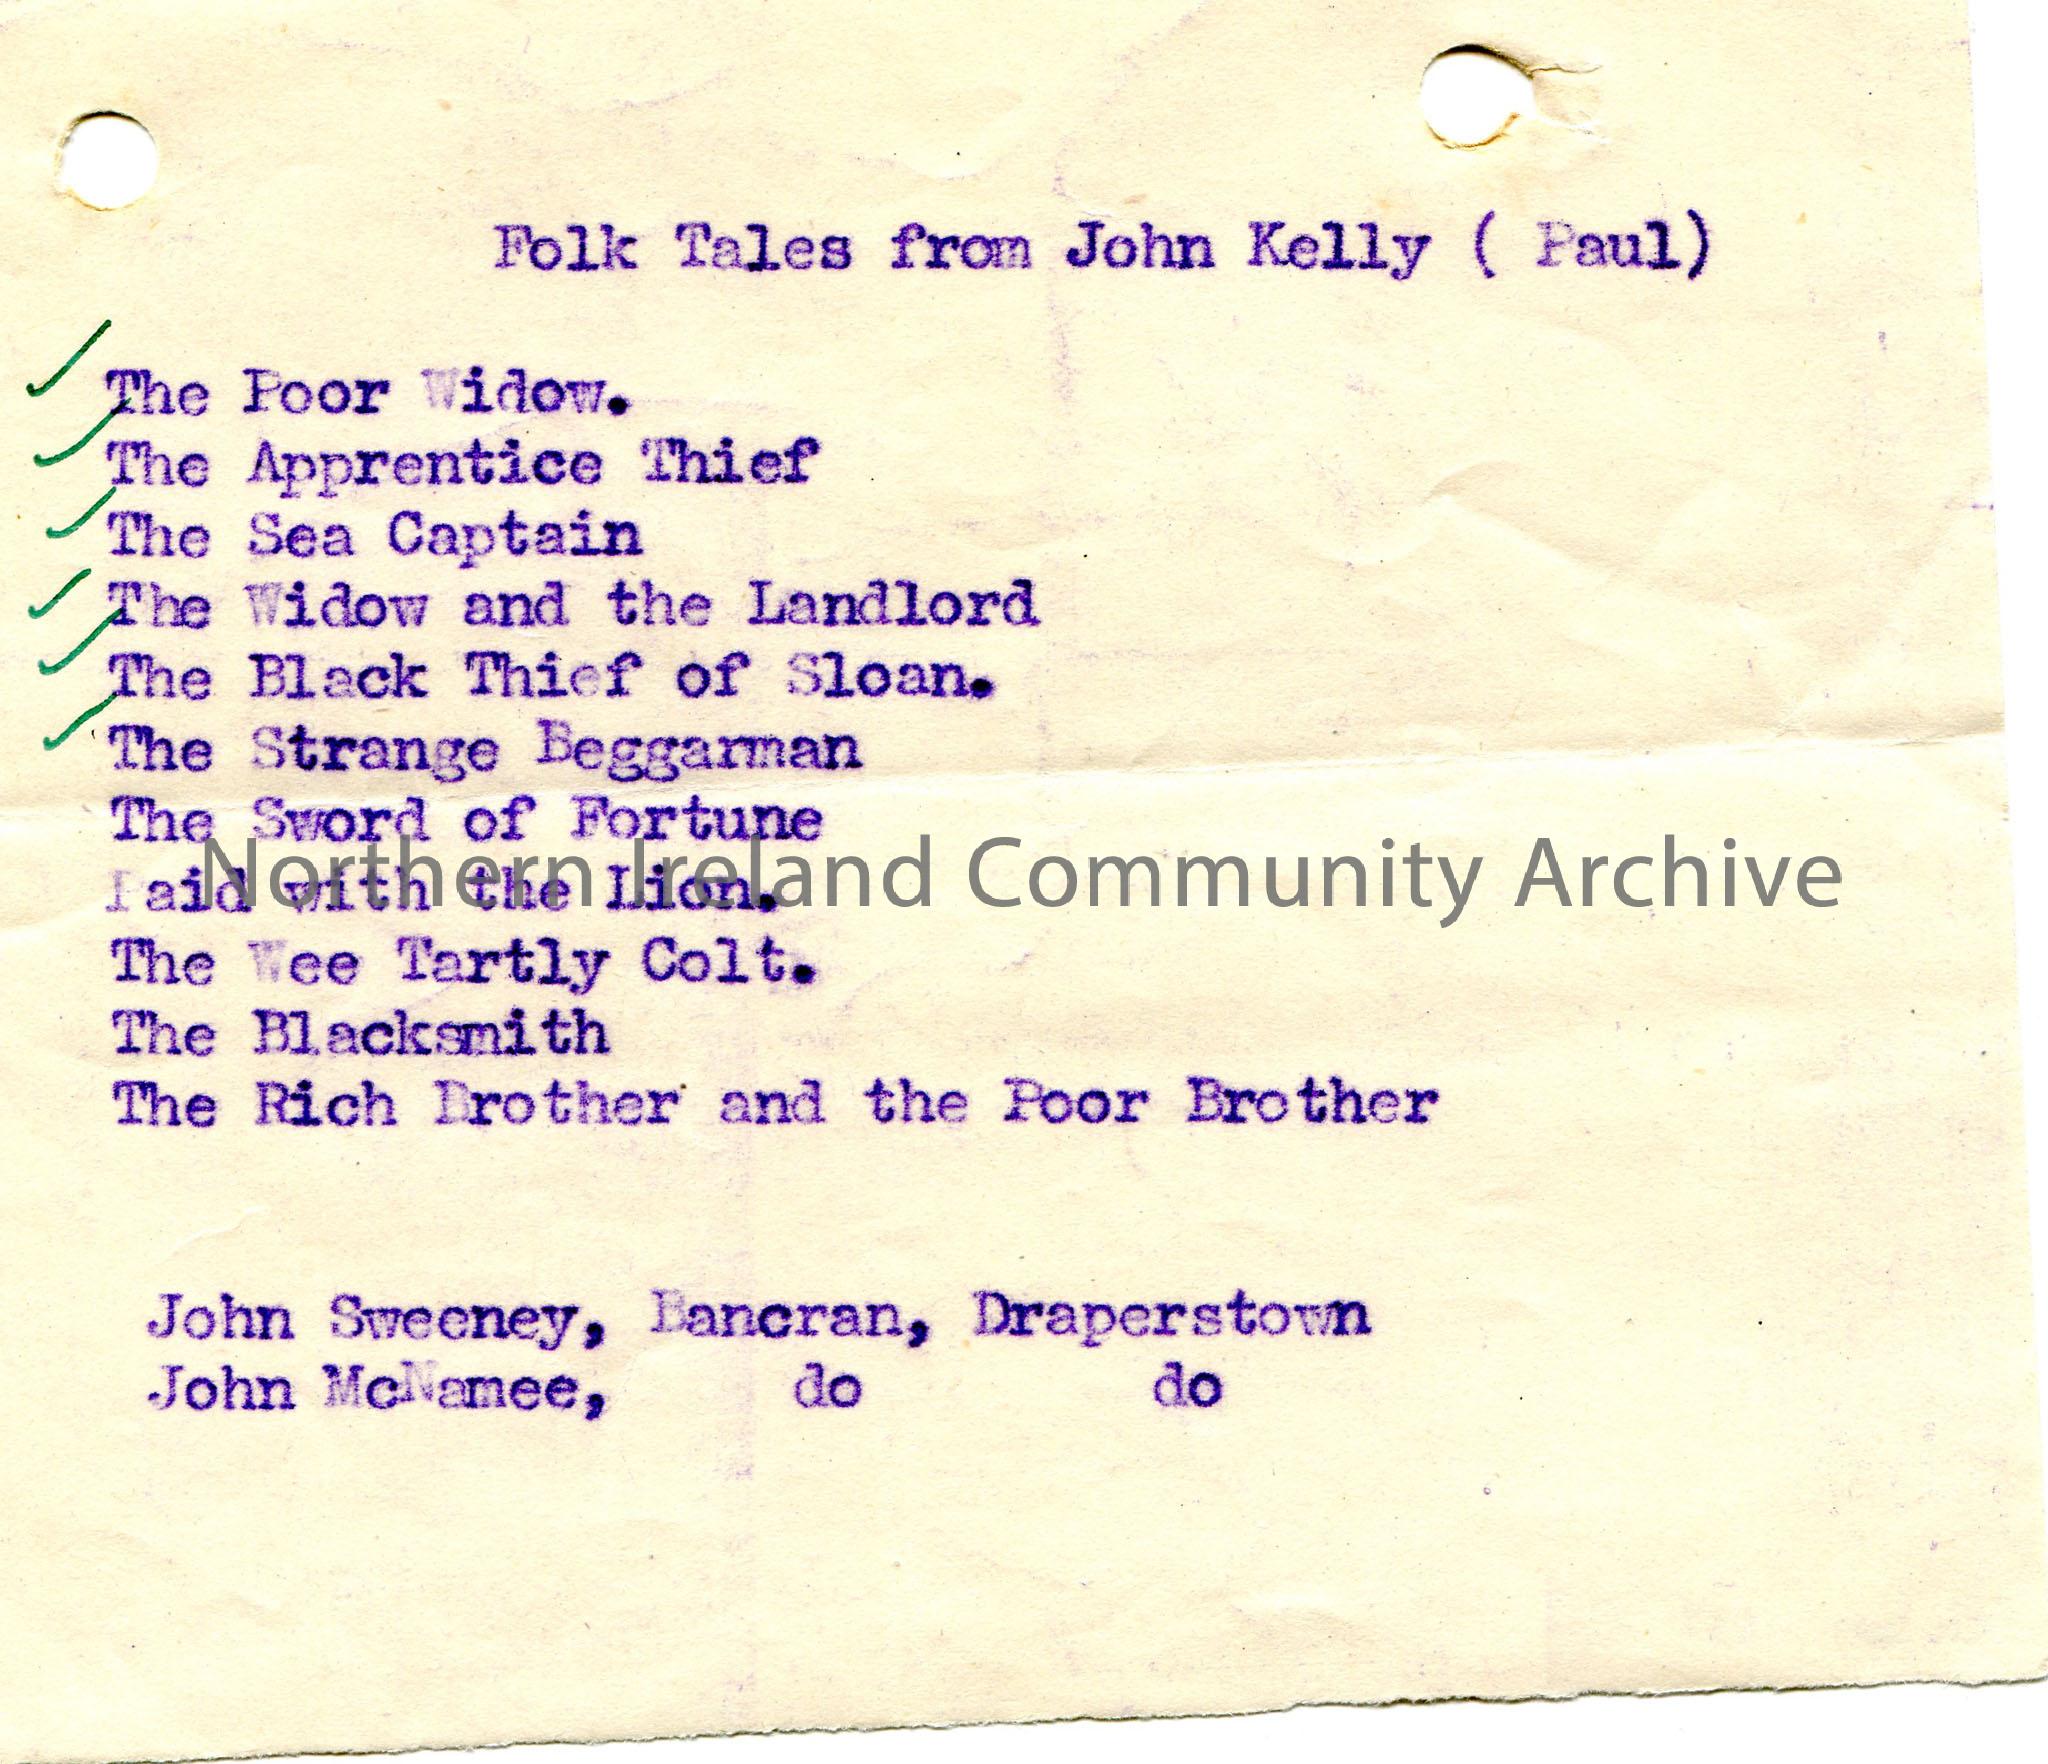 Folk Tales from John Kelly ( Paul)
The Poor Widow.
The Apprentice Thief
The Sea Captain
The Widow and the Landlord
The Black Thief of Sloan.
The Strange Beggarman
The Sword of Fortune
with the Lion.
Northern Ireland Community Archive
The Wee Tartly Colt.
The Blacksmith
The Rich Brother and the Poor Brother
John Sweeney, Bancran, Draperstown
John McNamee, do do